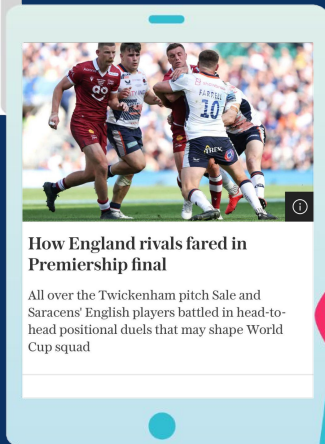 FARRELL
10
How England rivals fared in
Premiership final
All over the Twickenham pitch Sale and
Saracens' English players battled in head-to-
head positional duels that may shape World
Cup squad